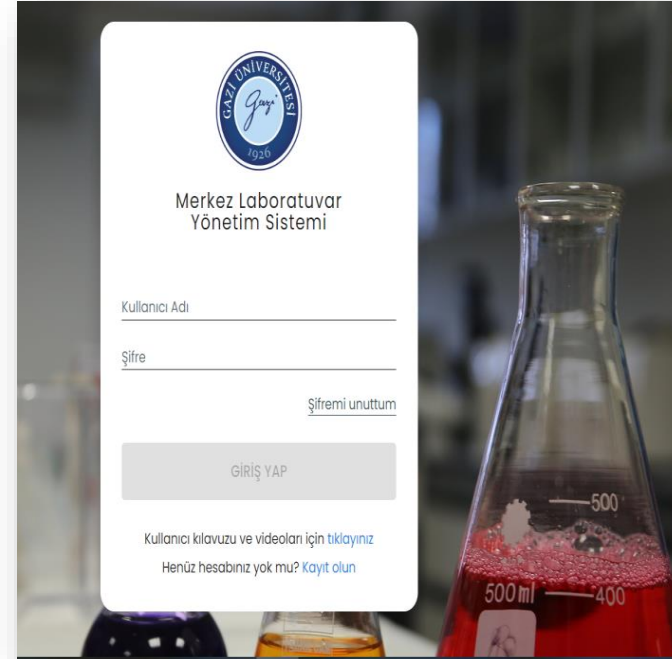 GAZİ ÜNİVERSİTESİ
Gazi
1926
Merkez Laboratuvar
Yönetim Sistemi
Kullanıcı Adı
Şifre
Şifremi unuttum
GİRİŞ YAP
Kullanıcı kılavuzu ve videoları için tıklayınız
Henüz hesabınız yok mu? Kayıt olun
500
500 ml
400